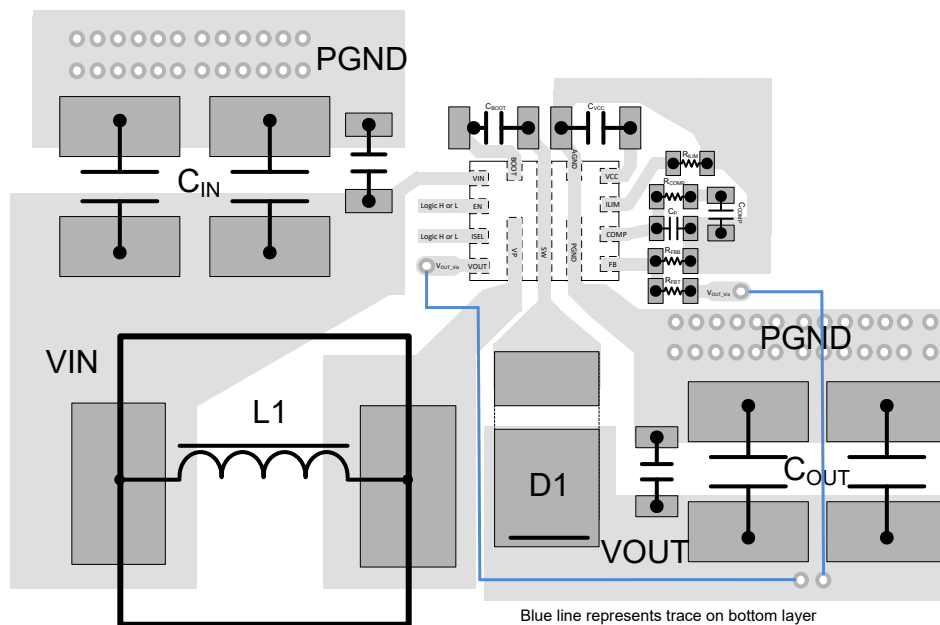 PGND
CIN
CBOOT
CVCC
BOOT
AGND
VIN
EN
ISEL
VOUT
Logic H or L
Logic H or L
VOUT_Via
VP
SW
PGND
VCC
ILIM
COMP
FB
RILIM
RCOMP
CP
CCOMP
RFBB
RFBT
VOUT_Via
VIN
L1
D1
PGND
COUT
VOUT
Blue line represents trace on bottom layer